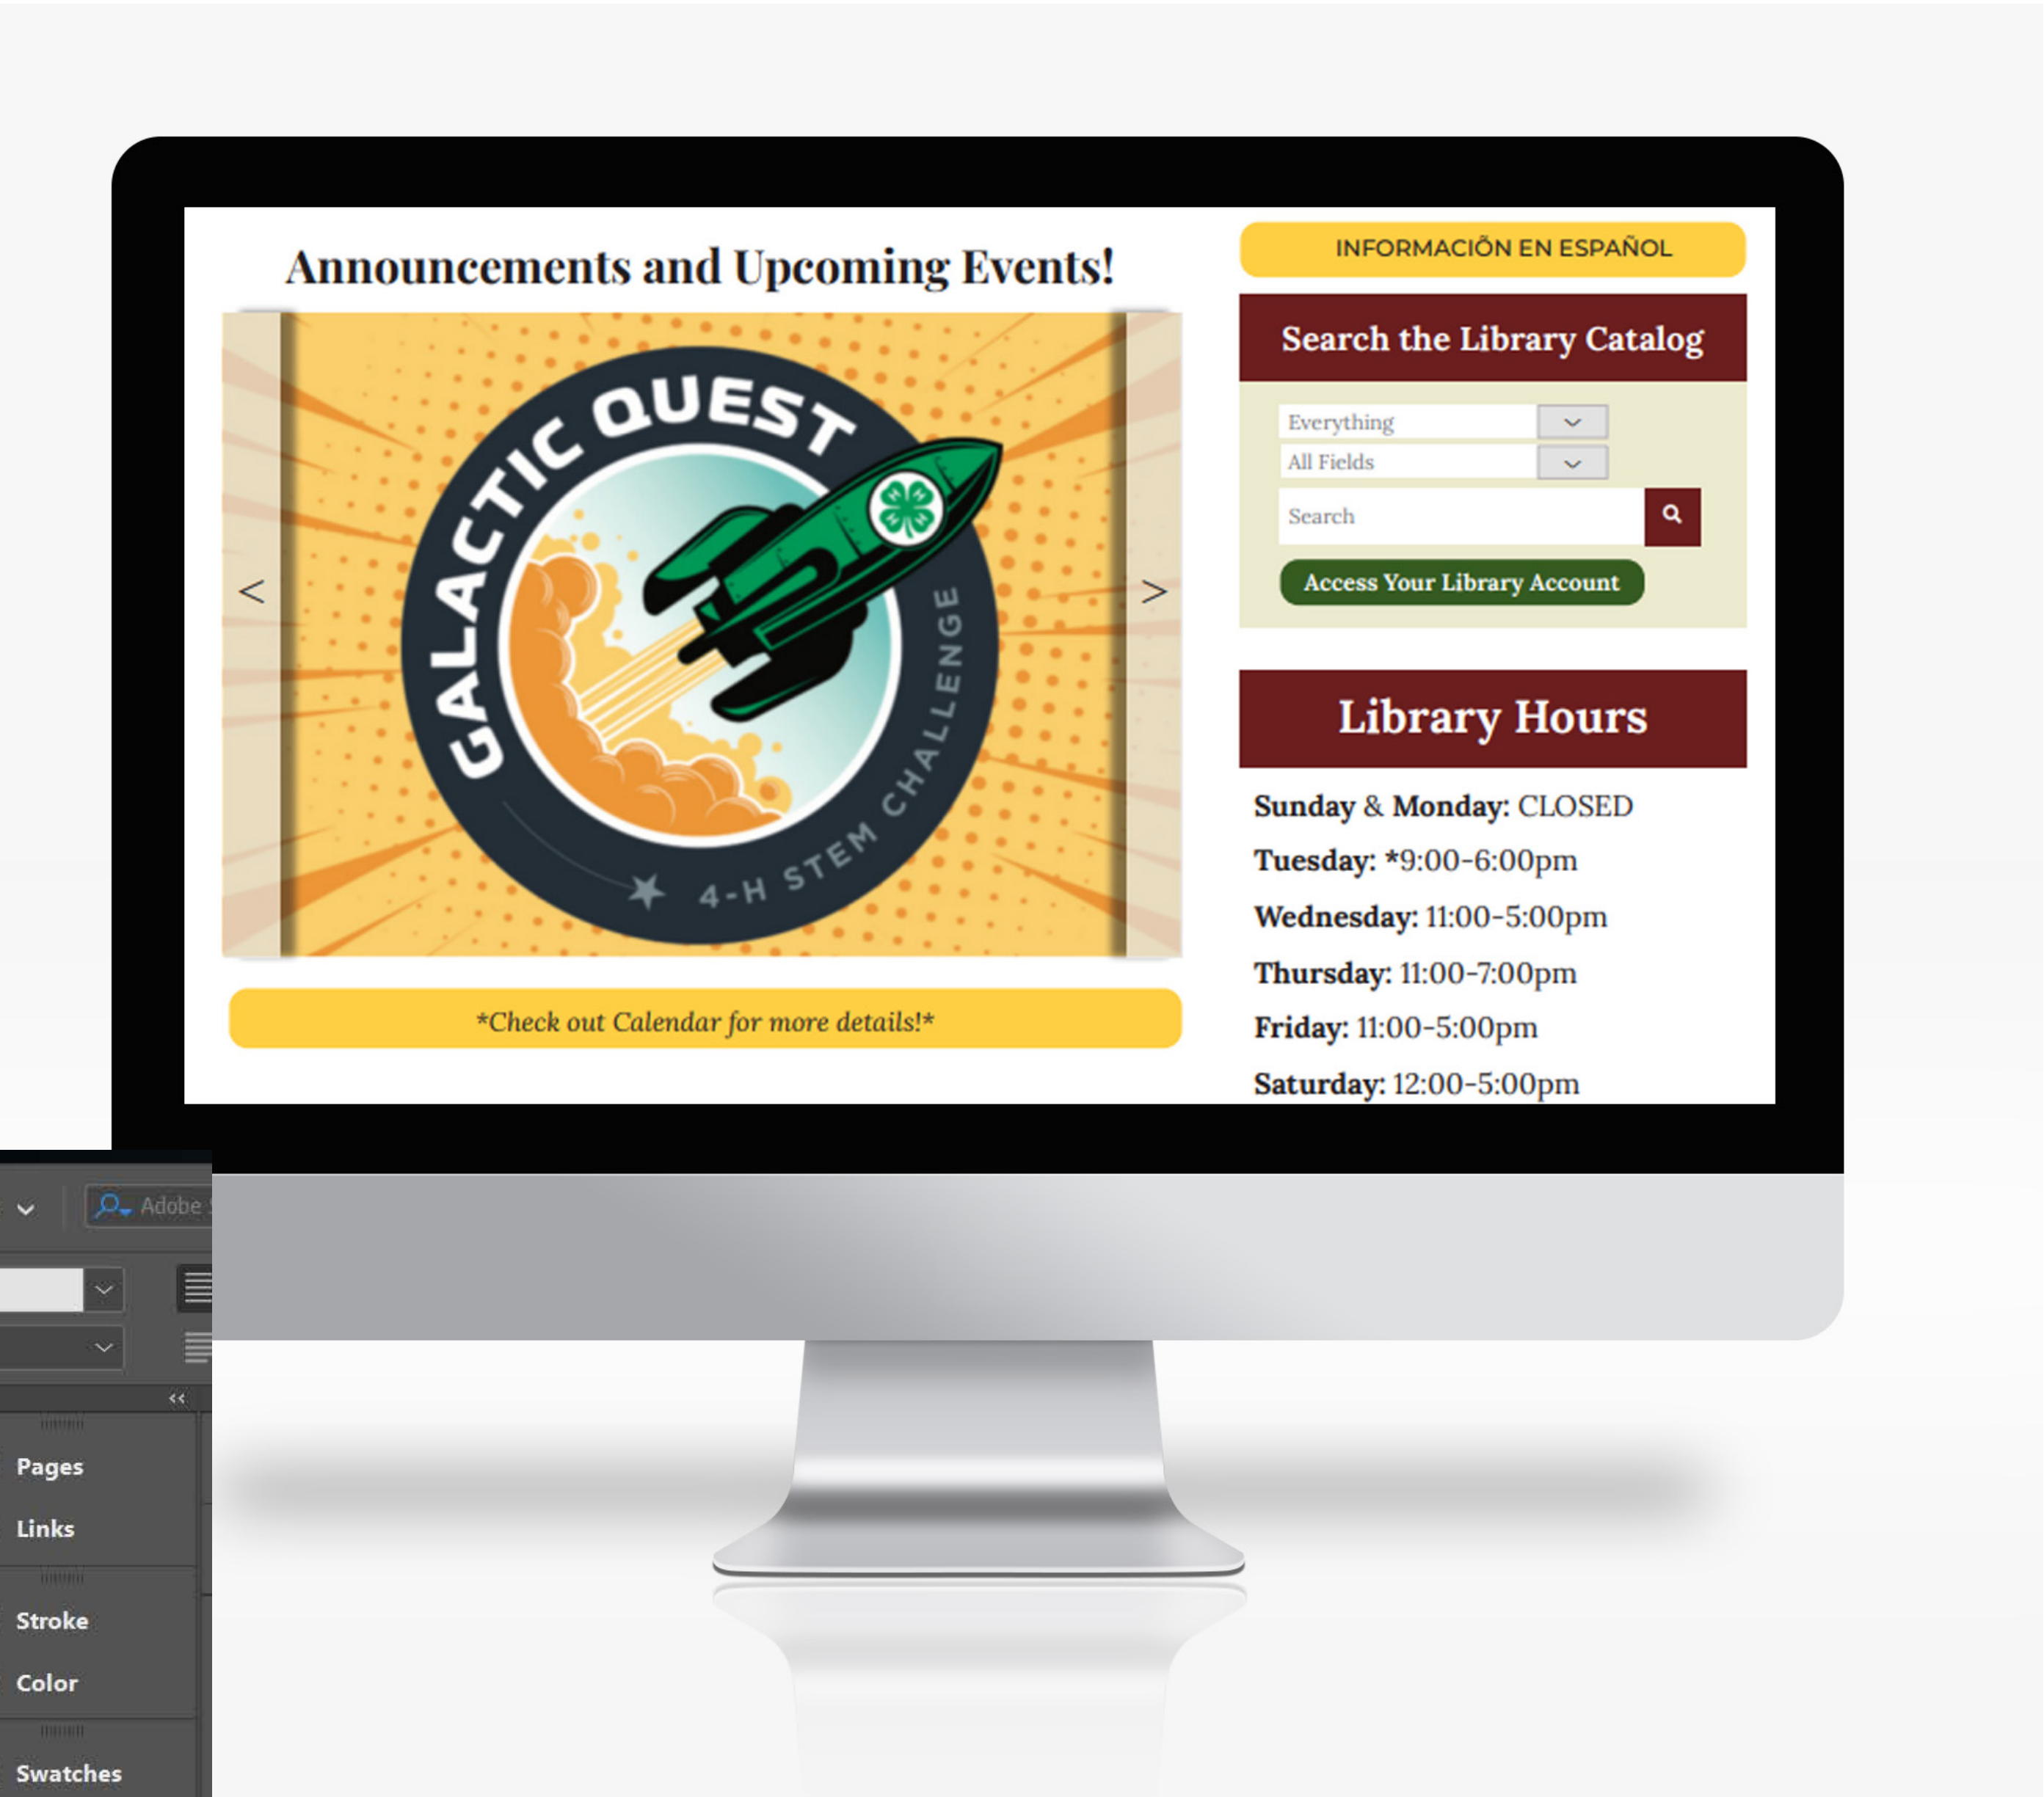 Announcements and Upcoming Events!
GALACTIC QUEST
4-H STEM CHALLENGE
H H H H
<
>
*Check out Calendar for more details!*
INFORMACIÕN EN ESPAÑOL
Search the Library Catalog
Everything
All Fields
Search
Access Your Library Account
Library Hours
Sunday & Monday: CLOSED
Tuesday: *9:00-6:00pm
Wednesday: 11:00-5:00pm
Thursday: 11:00-7:00pm
Friday: 11:00-5:00pm
Saturday: 12:00-5:00pm
Adobe
<<
Pages
Links
Stroke
Color
Swatches